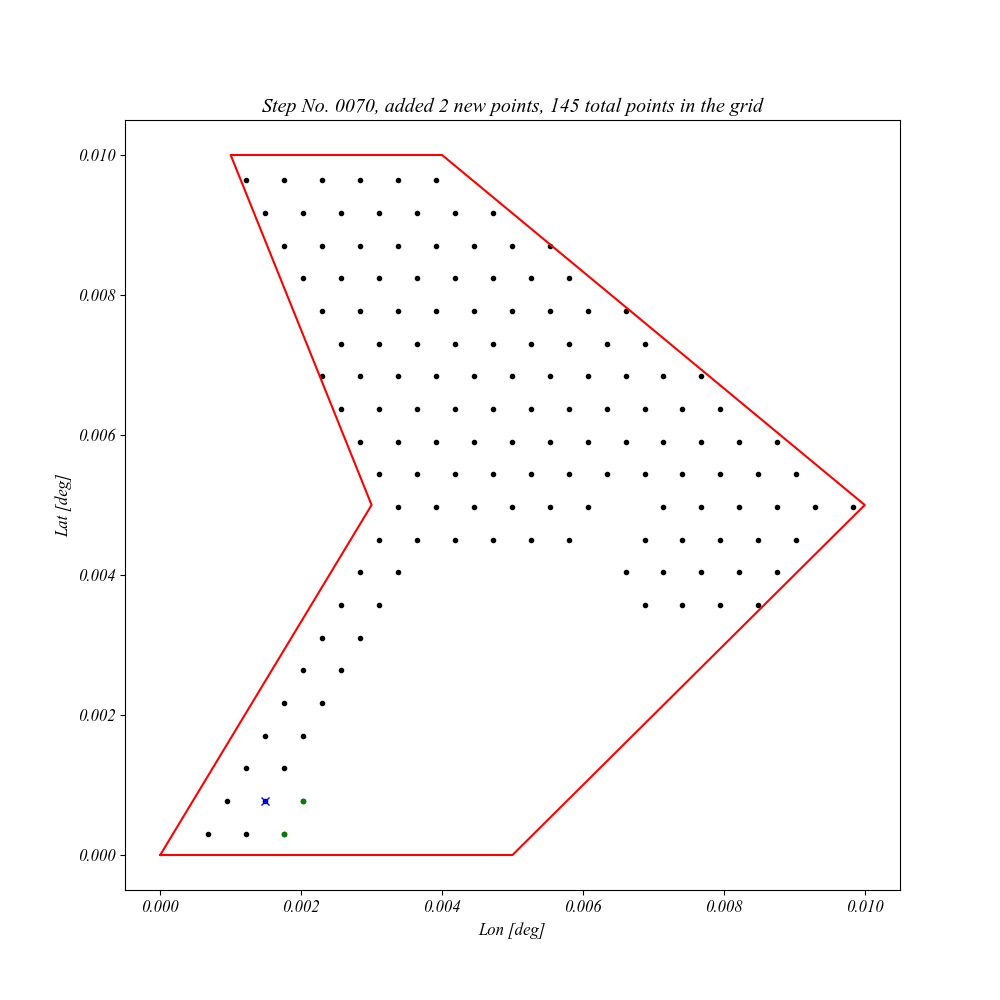 Step No. 0070, added 2 new points, 145 total points in the grid
0.010
0.008
0.006
0.004
0.002
0.000
Lat [deg]
0.000 0.002 0.004 0.006 0.008 0.010
Lon [deg]